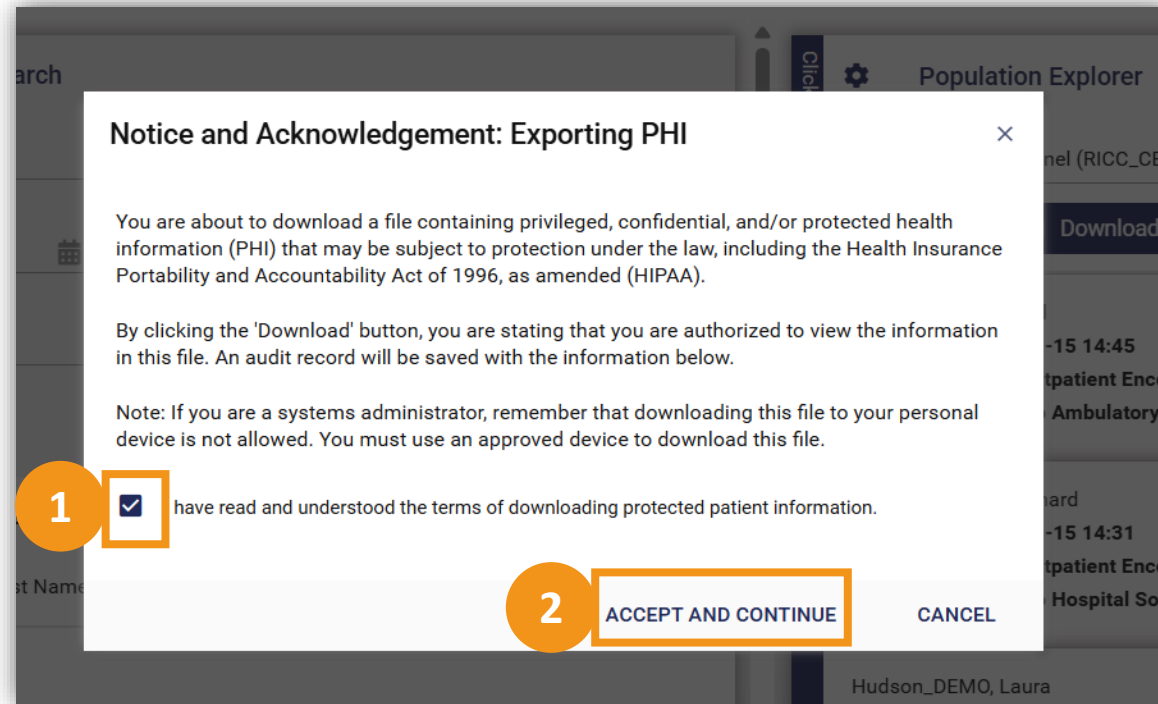 arch
Click
Population Explorer
Notice and Acknowledgement: Exporting PHI
nel (RICC_CE
You are about to download a file containing privileged, confidential, and/or protected health
information (PHI) that may be subject to protection under the law, including the Health Insurance
Portability and Accountability Act of 1996, as amended (HIPAA).
Download
By clicking the 'Download' button, you are stating that you are authorized to view the information
in this file. An audit record will be saved with the information below.
-15 14:45
tpatient Enc
Note: If you are a systems administrator, remember that downloading this file to your personal
device is not allowed. You must use an approved device to download this file.
Ambulatory
1
have read and understood the terms of downloading protected patient information.
ard
-15 14:31
tpatient Enc
st Name
Hospital So
2
ACCEPT AND CONTINUE
CANCEL
Hudson_DEMO, Laura